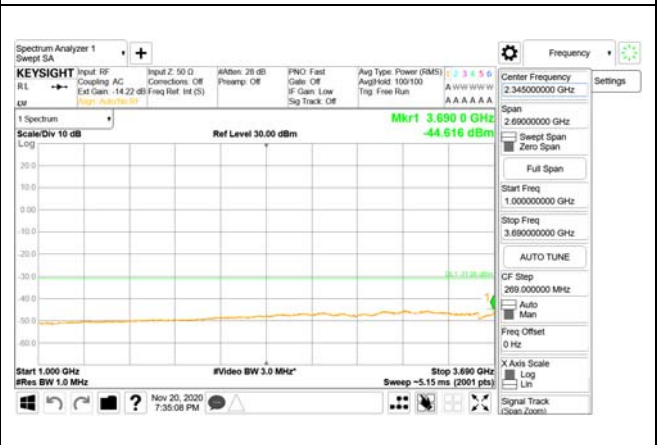 Spectrum Analyzer 1
Swept SA
Frequency
KEYSIGHT
RL
Input: RF
Coupling: AC
Ext Gain: -14.22 dB
Align: Auto/No RF
Input Z: 50 Ω
Corrections: Off
Freq Ref: Int (S)
#Atten: 28 dB
Preamp: Off
PNO: Fast
Gate: Off
IF Gain: Low
Sig Track: Off
Avg Type: Power (RMS)
Avg|Hold: 100/100
Trig: Free Run
1 2 3 4 5 6
A W W W W W
A A A A A A
Center Frequency
2.345000000 GHz
Settings
1 Spectrum
Mkr1 3.690 0 GHz
Scale/Div 10 dB
Ref Level 30.00 dBm
-44.616 dBm
Span
2.69000000 GHz
Swept Span
Zero Span
Log
20.0
10.0
0.00
-10.0
-20.0
-30.0
-40.0
-50.0
-60.0
1
Full Span
Start Freq
1.000000000 GHz
Stop Freq
3.690000000 GHz
AUTO TUNE
CF Step
269.000000 MHz
Auto
Man
Freq Offset
0 Hz
X Axis Scale
Log
Lin
Signal Track
(Span Zoom)
Start 1.000 GHz
#Video BW 3.0 MHz*
Stop 3.690 GHz
#Res BW 1.0 MHz
Sweep ~5.15 ms (2001 pts)
?
Nov 20, 2020
7:35:08 PM